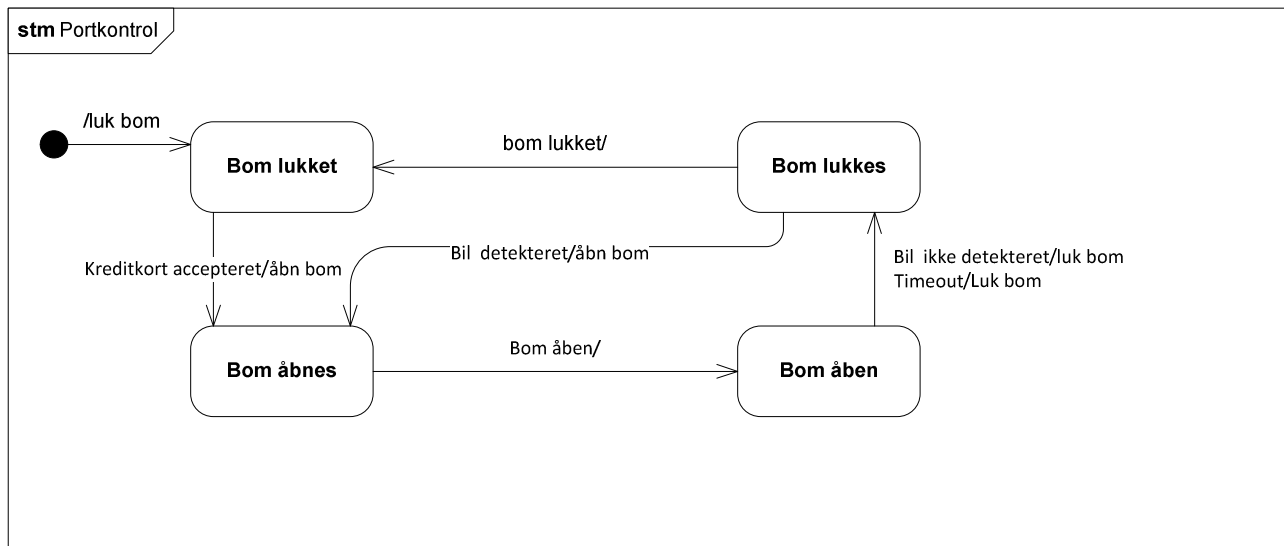 stm Portkontrol
/luk bom
Bom lukket
bom lukket/
Bom lukkes
Kreditkort accepteret/åbn bom
Bil  detekteret/åbn bom
Bil  ikke detekteret/luk bom
Timeout/Luk bom
Bom åbnes
Bom åben/
Bom åben